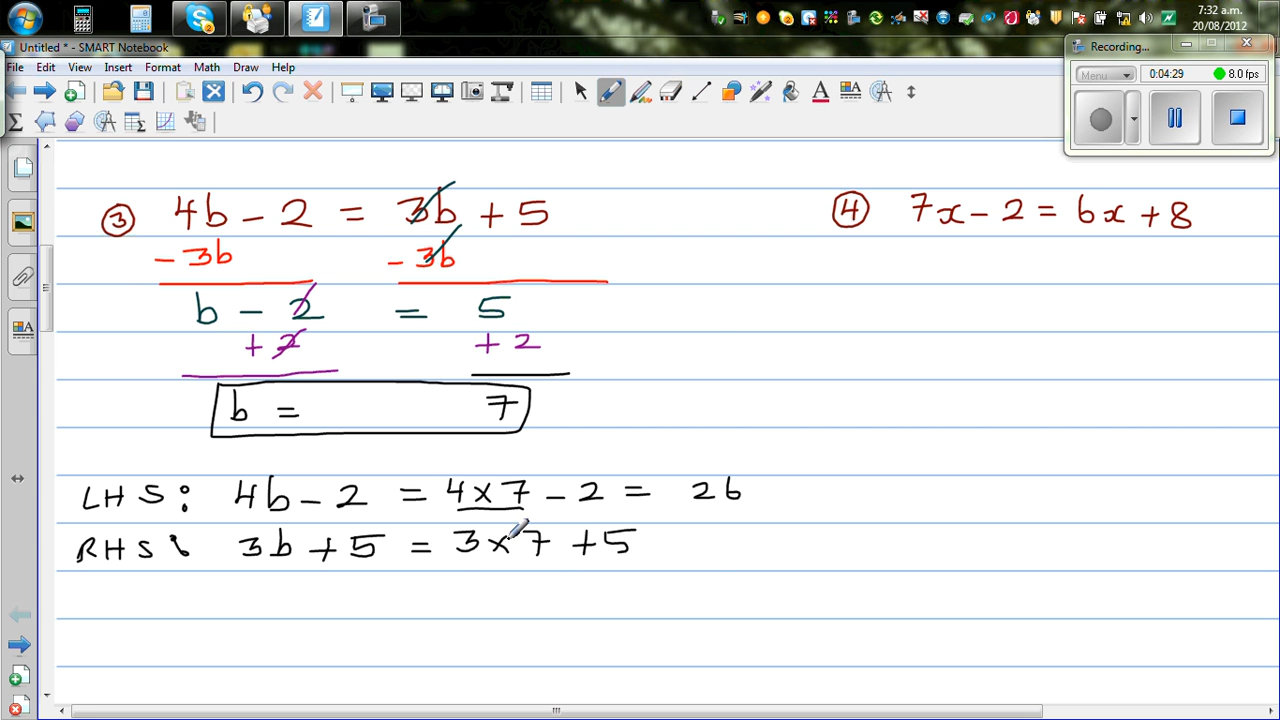 7:32 a.m.
20/08/2012
Untitled * - SMART Notebook
File Edit View Insert Format Math Draw Help
Recording...
Menu 0:04:29 8.0 fps
③ 4b - 2 = 3b + 5
- 3b - 3b
b - 2 = 5
+ 2 + 2
b = 7
LHS: 4b - 2 = 4 x 7 - 2 = 26
RHS: 3b + 5 = 3 x 7 + 5
④ 7x - 2 = 6x + 8